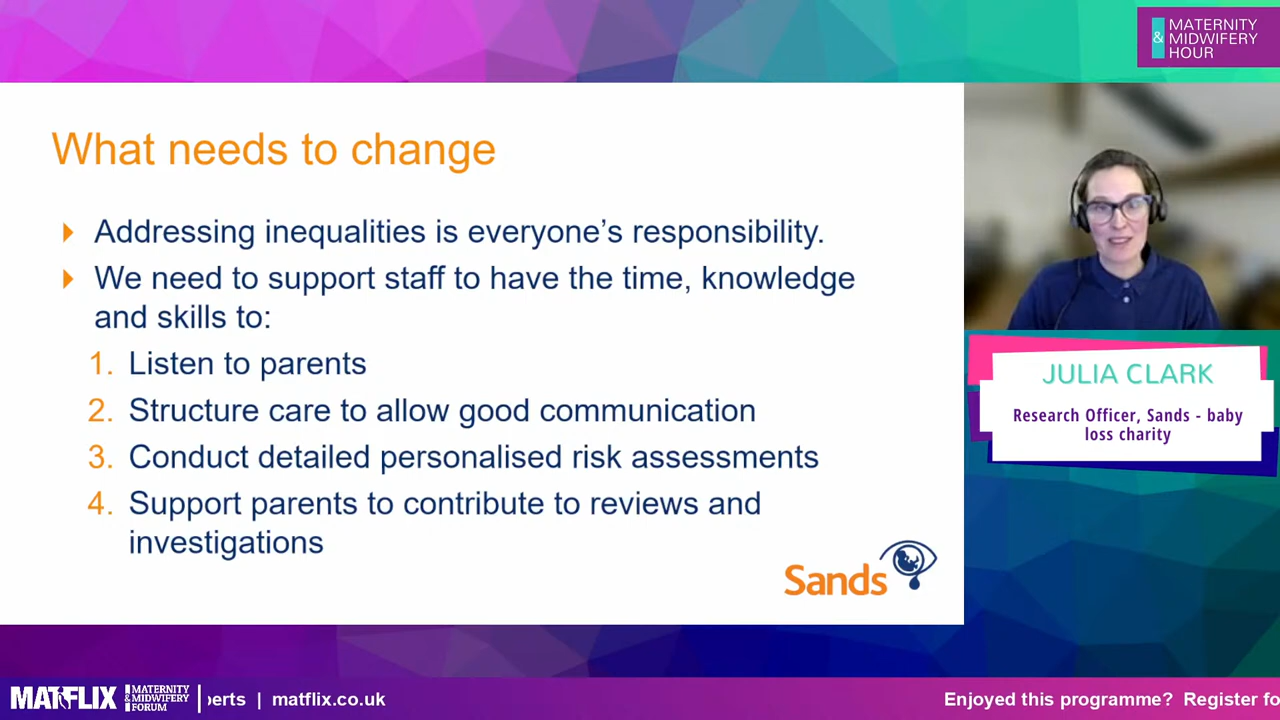 & MATERNITY
MIDWIFERY
HOUR
What needs to change
Addressing inequalities is everyone’s responsibility.
We need to support staff to have the time, knowledge
and skills to:
1. Listen to parents
2. Structure care to allow good communication
3. Conduct detailed personalised risk assessments
4. Support parents to contribute to reviews and
investigations
Sands
JULIA CLARK
Research Officer, Sands - baby
loss charity
MATFLIX
MATERNITY
& MIDWIFERY
FORUM
| matflix.co.uk
Enjoyed this programme? Register